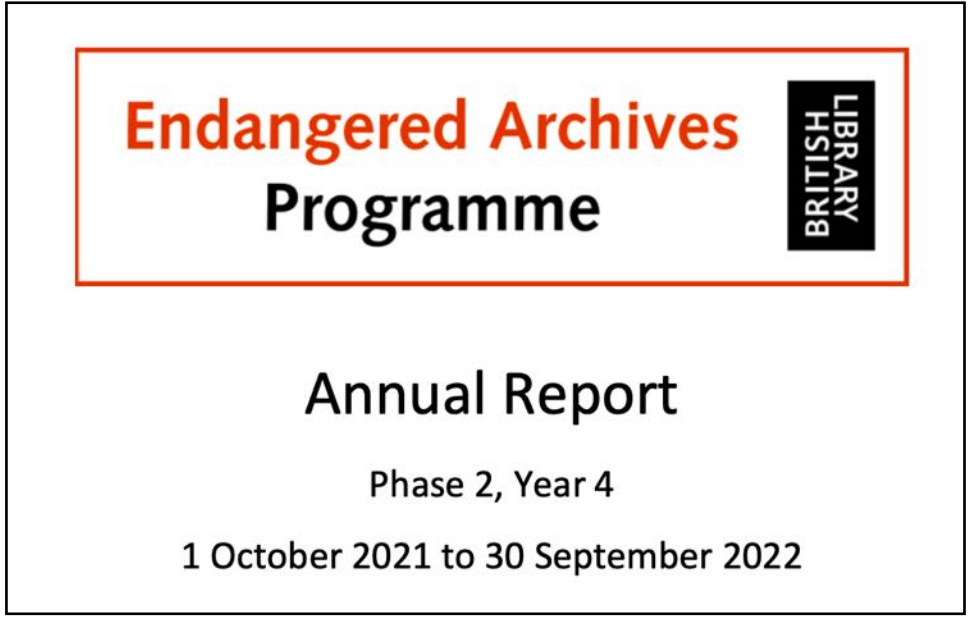 Endangered Archives
Programme
BRITISH
LIBRARY
Annual Report
Phase 2, Year 4
1 October 2021 to 30 September 2022